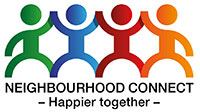 NEIGHBOURHOOD CONNECT
– Happier together –